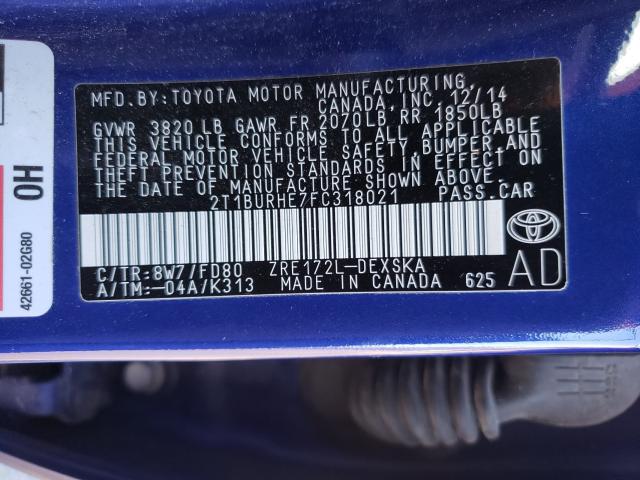 MFD.BY:TOYOTA MOTOR MANUFACTURING,
CANADA, INC. 12/14
GVWR 3820 LB GAWR FR 2070LB RR 1850LB
THIS VEHICLE CONFORMS TO ALL APPLICABLE
FEDERAL MOTOR VEHICLE SAFETY, BUMPER,AND
THEFT PREVENTION STANDARDS IN EFFECT ON
THE DATE OF MANUFACTURE SHOWN ABOVE.
2T1BURHE7FC318021 PASS.CAR
C/TR:8W7/FD80 ZRE172L-DEXSKA
A/TM:-04A/K313 MADE IN CANADA 625
AD
OH
42661-02G80